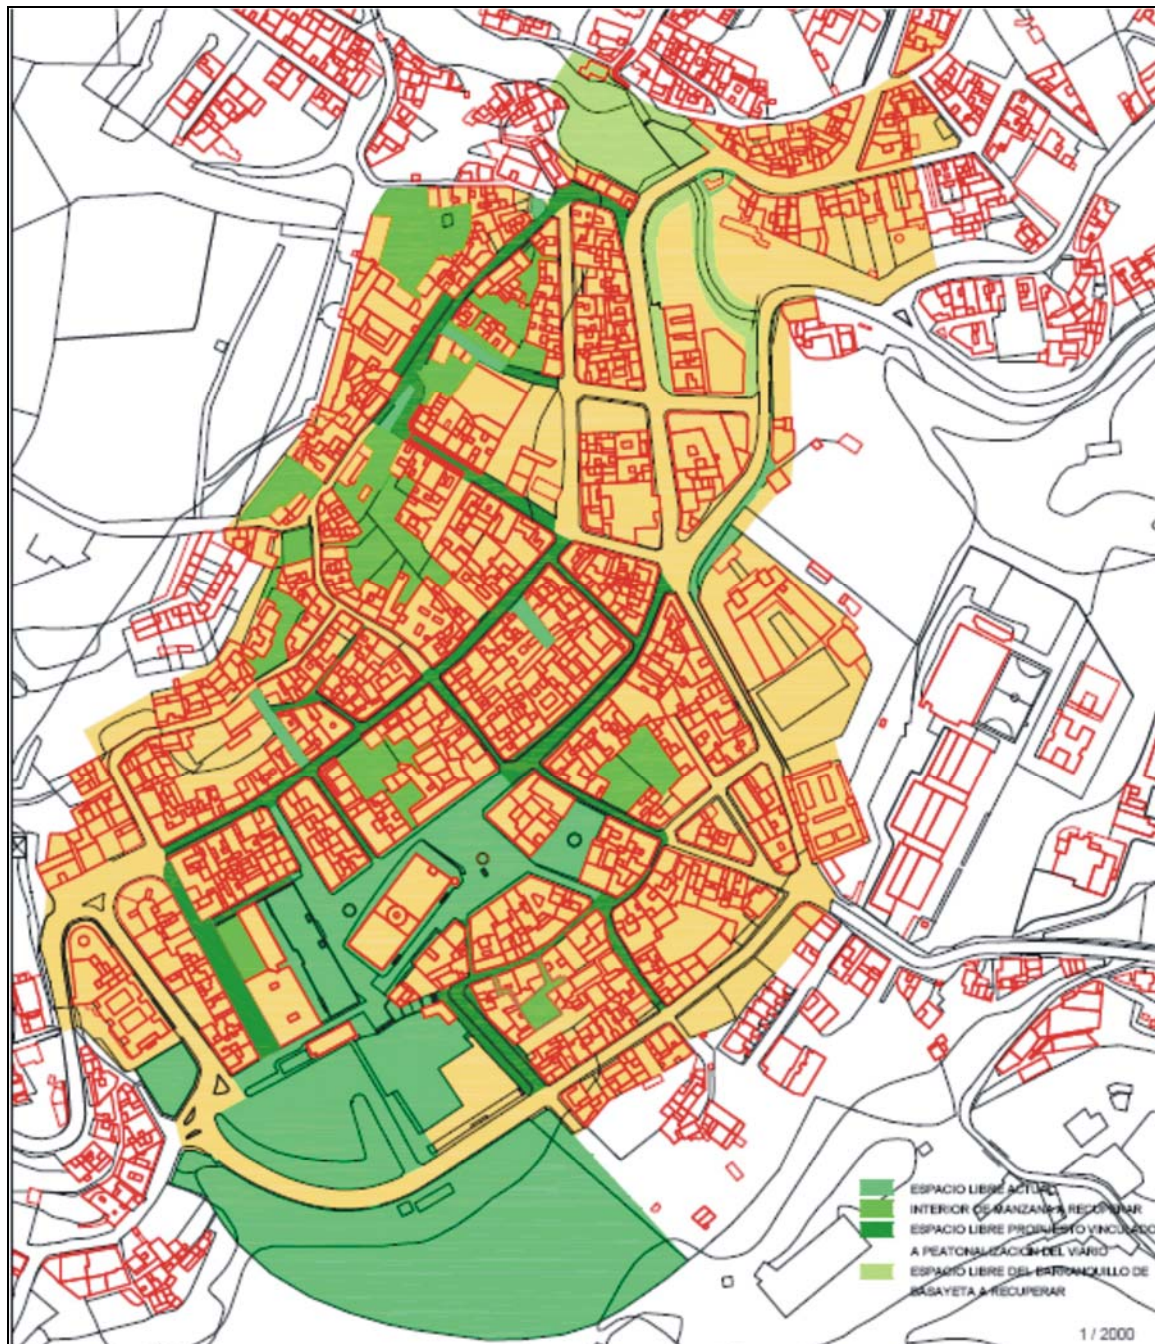 ESPACIO LIBRE ACTUAL
INTERIOR DE MANZANA A RECUPERAR
ESPACIO LIBRE PROPUESTO VINCULADO
A PEATONALIZACIÓN DEL VIARIO
ESPACIO LIBRE DEL BARRANQUILLO DE
BASAYETA A RECUPERAR
1 / 2000